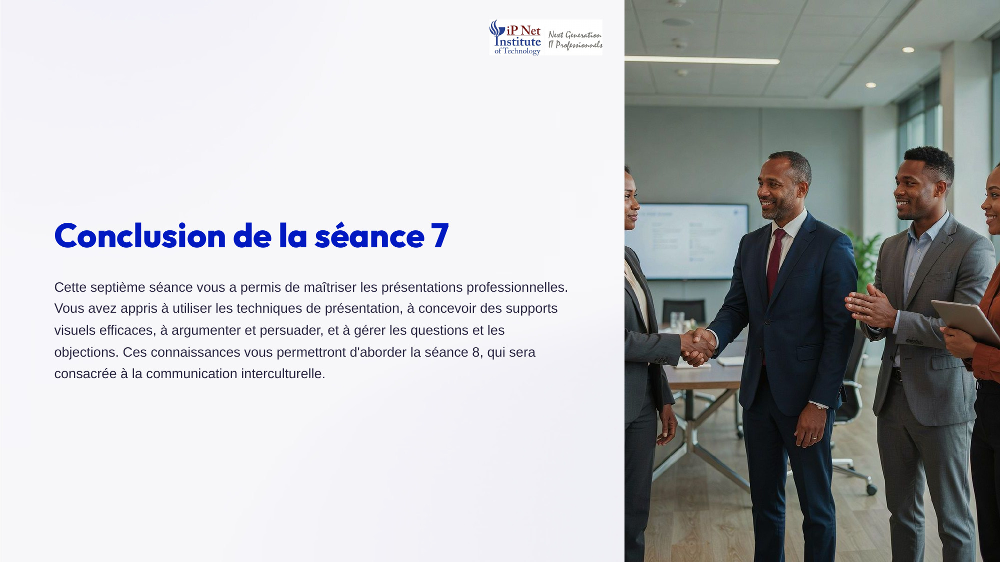 iP Net
Institute
of Technology
Next Generation
IT Professionnels
Conclusion de la séance 7
Cette septième séance vous a permis de maîtriser les présentations professionnelles.
Vous avez appris à utiliser les techniques de présentation, à concevoir des supports
visuels efficaces, à argumenter et persuader, et à gérer les questions et les
objections. Ces connaissances vous permettront d'aborder la séance 8, qui sera
consacrée à la communication interculturelle.